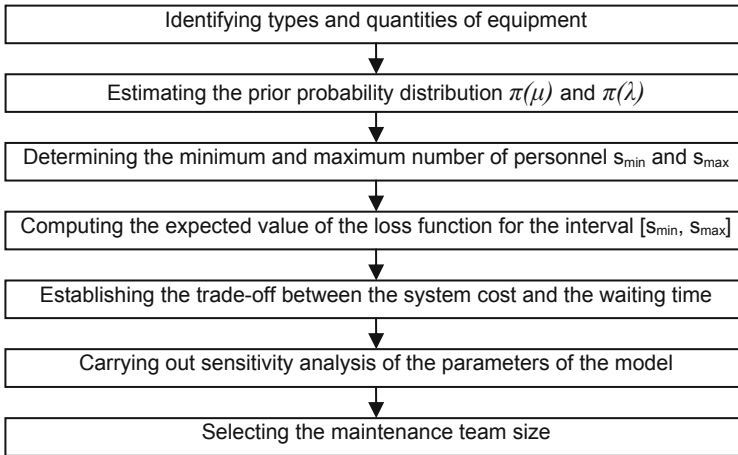 Identifying types and quantities of equipment
Estimating the prior probability distribution π(μ) and π(λ)
Determining the minimum and maximum number of personnel smin and smax
Computing the expected value of the loss function for the interval [smin, smax]
Establishing the trade-off between the system cost and the waiting time
Carrying out sensitivity analysis of the parameters of the model
Selecting the maintenance team size